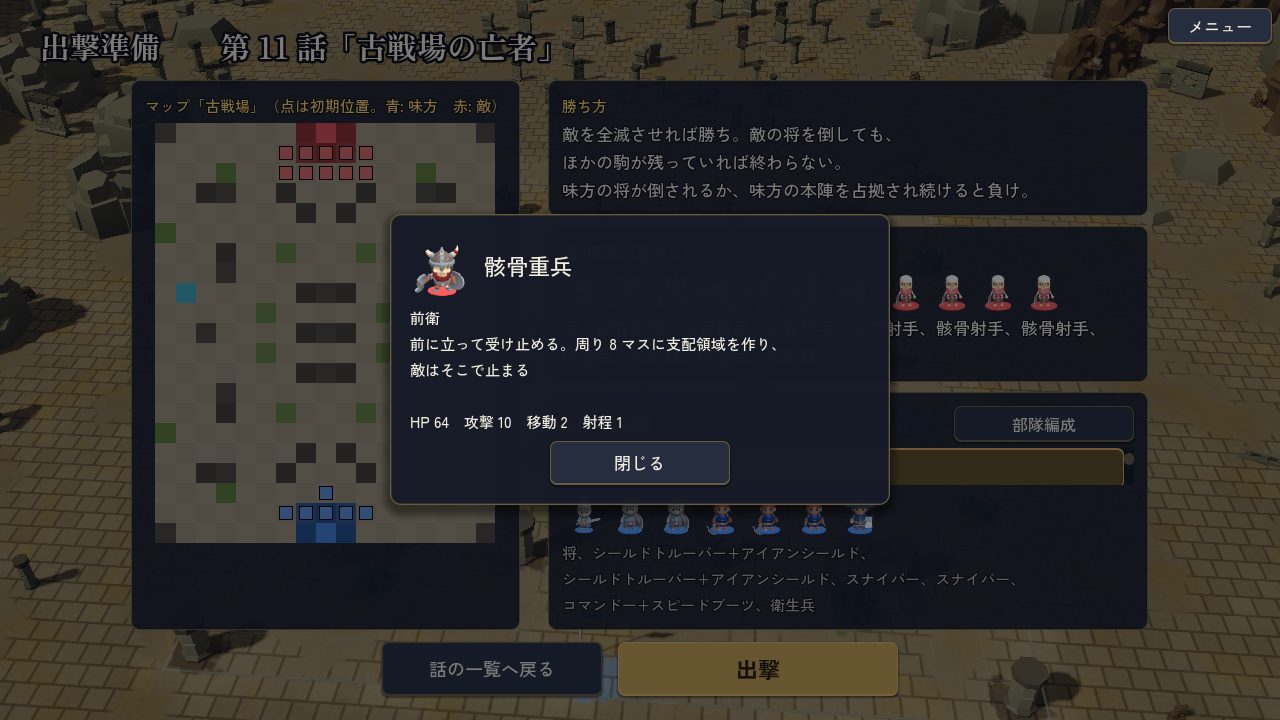 出撃準備
第 11 話「古戦場の亡者」
メニュー
マップ「古戦場」（点は初期位置。青: 味方　赤: 敵）
勝ち方
敵を全滅させれば勝ち。敵の将を倒しても、
ほかの駒が残っていれば終わらない。
味方の将が倒されるか、味方の本陣を占拠され続けると負け。
骸骨重兵
前衛
前に立って受け止める。周り 8 マスに支配領域を作り、
敵はそこで止まる
HP 64　攻撃 10　移動 2　射程 1
閉じる
射手、骸骨射手、骸骨射手、
部隊編成
将、シールドトルーパー＋アイアンシールド、
シールドトルーパー＋アイアンシールド、スナイパー、スナイパー、
コマンドー＋スピードブーツ、衛生兵
話の一覧へ戻る
出撃